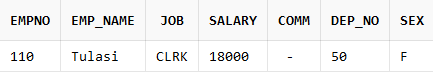 EMPNO EMP_NAME JOB SALARY COMM DEP_NO SEX
110 Tulasi CLRK 18000 - 50 F